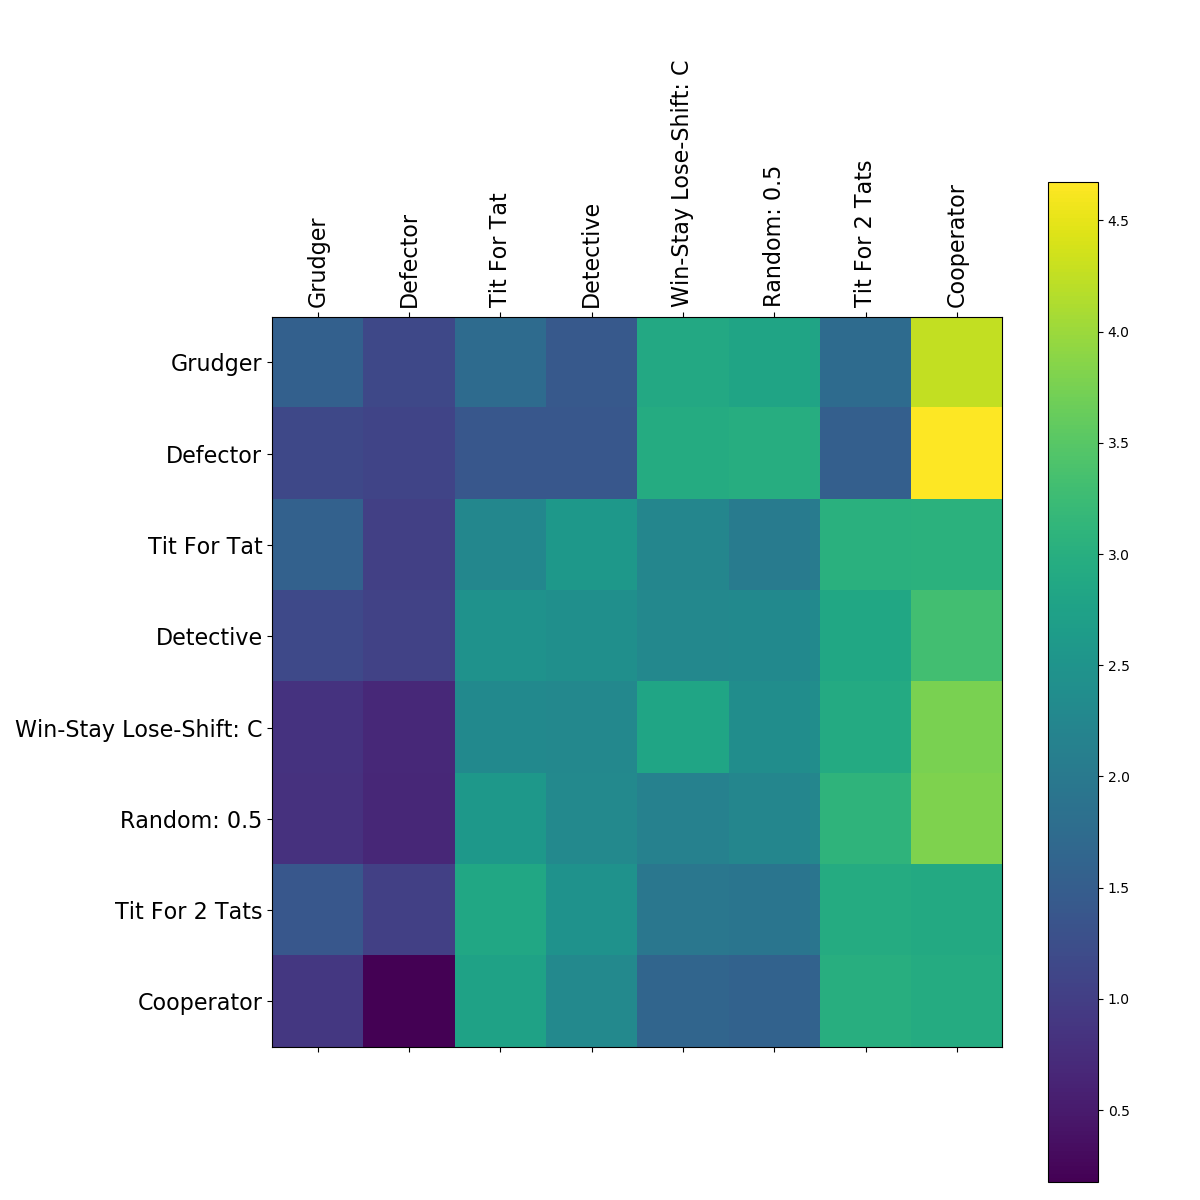 Grudger
Defector
Tit For Tat
Detective
Win-Stay Lose-Shift: C
Random: 0.5
Tit For 2 Tats
Cooperator
Grudger
Defector
Tit For Tat
Detective
Win-Stay Lose-Shift: C
Random: 0.5
Tit For 2 Tats
Cooperator
4.5
4.0
3.5
3.0
2.5
2.0
1.5
1.0
0.5